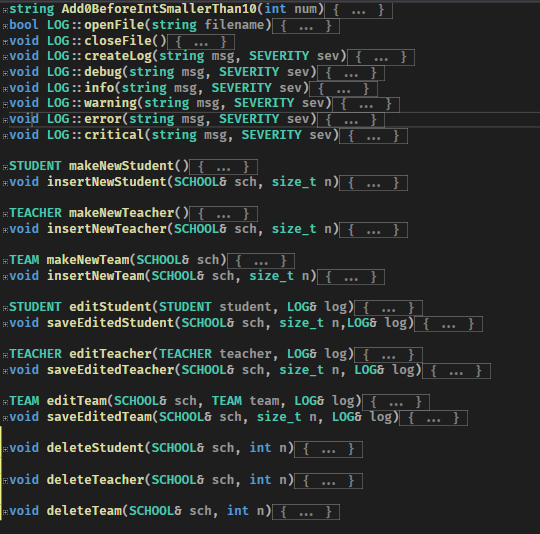 string Add0BeforeIntSmallerThan10(int num){ ... }
bool LOG::openFile(string filename){ ... }
void LOG::closeFile(){ ... }
void LOG::createLog(string msg, SEVERITY sev){ ... }
void LOG::debug(string msg, SEVERITY sev){ ... }
void LOG::info(string msg, SEVERITY sev){ ... }
void LOG::warning(string msg, SEVERITY sev){ ... }
void LOG::error(string msg, SEVERITY sev){ ... }
void LOG::critical(string msg, SEVERITY sev){ ... }
STUDENT makeNewStudent(){ ... }
void insertNewStudent(SCHOOL& sch, size_t n){ ... }
TEACHER makeNewTeacher(){ ... }
void insertNewTeacher(SCHOOL& sch, size_t n){ ... }
TEAM makeNewTeam(SCHOOL& sch){ ... }
void insertNewTeam(SCHOOL& sch, size_t n){ ... }
STUDENT editStudent(STUDENT student, LOG& log){ ... }
void saveEditedStudent(SCHOOL& sch, size_t n,LOG& log){ ... }
TEACHER editTeacher(TEACHER teacher, LOG& log){ ... }
void saveEditedTeacher(SCHOOL& sch, size_t n, LOG& log){ ... }
TEAM editTeam(SCHOOL& sch, TEAM team, LOG& log){ ... }
void saveEditedTeam(SCHOOL& sch, size_t n, LOG& log){ ... }
void deleteStudent(SCHOOL& sch, int n){ ... }
void deleteTeacher(SCHOOL& sch, int n){ ... }
void deleteTeam(SCHOOL& sch, int n){ ... }